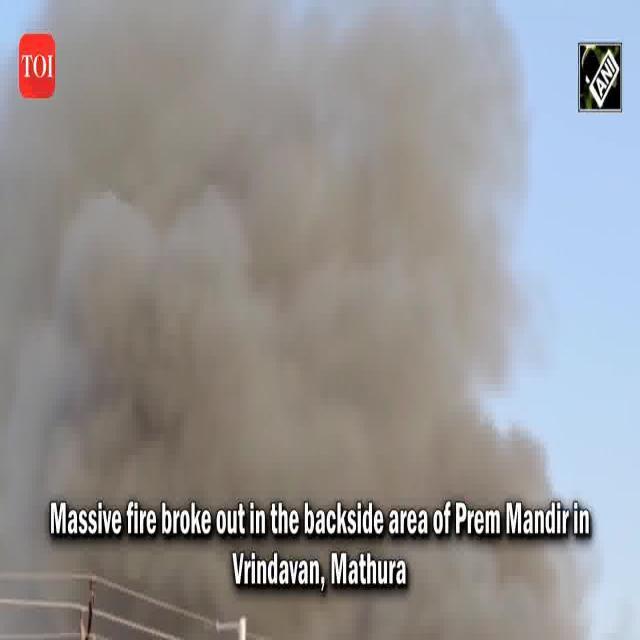 TOI
ANI
Massive fire broke out in the backside area of Prem Mandir in
Vrindavan, Mathura